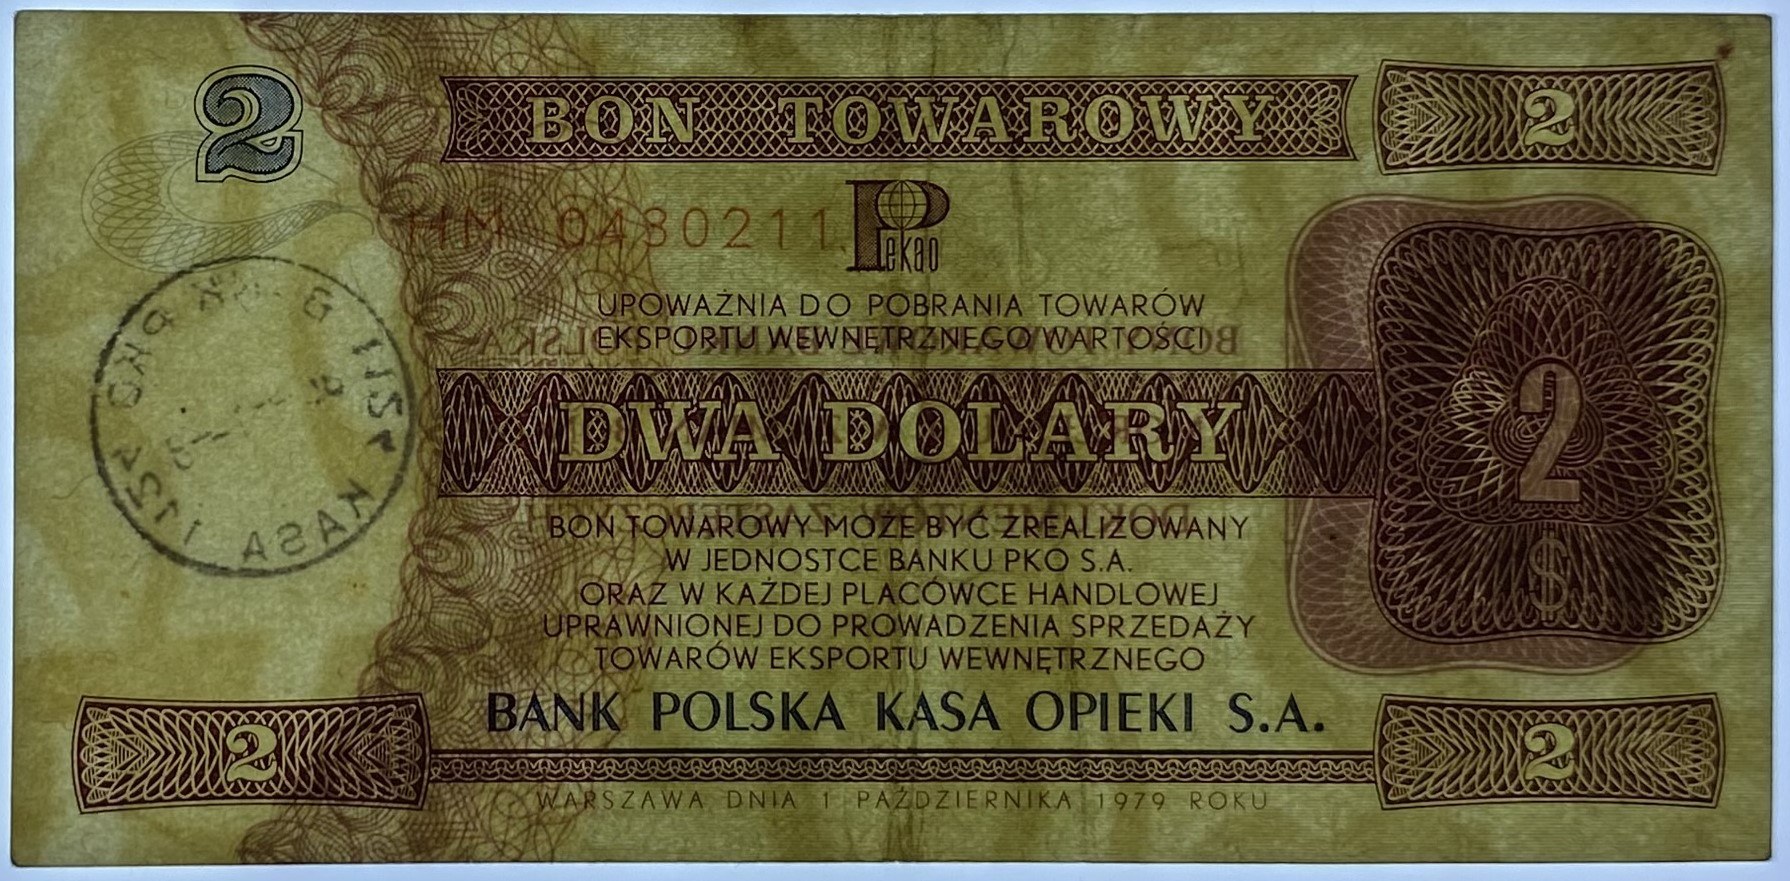 2
BON TOWAROWY
2
HM 0480211
Pekao
UPOWAŻNIA DO POBRANIA TOWARÓW
EKSPORTU WEWNĘTRZNEGO WARTOŚCI
DWA DOLARY
2
$
BON TOWAROWY MOŻE BYĆ ZREALIZOWANY
W JEDNOSTCE BANKU PKO S.A.
ORAZ W KAŻDEJ PLACÓWCE HANDLOWEJ
UPRAWNIONEJ DO PROWADZENIA SPRZEDAŻY
TOWARÓW EKSPORTU WEWNĘTRZNEGO
BANK POLSKA KASA OPIEKI S.A.
2
2
WARSZAWA DNIA 1 PAŹDZIERNIKA 1979 ROKU
KASA